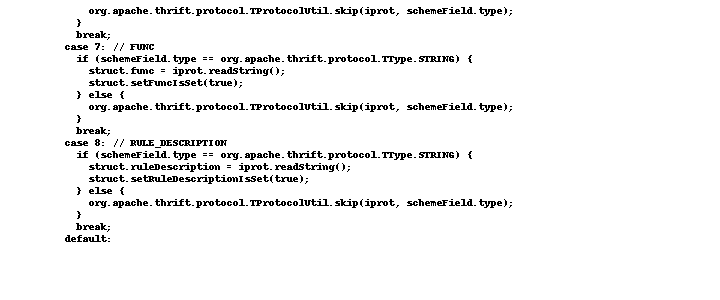 org.apache.thrift.protocol.TProtocolUtil.skip(iprot, schemeField.type);
}
break;
case 7: // FUNC
if (schemeField.type == org.apache.thrift.protocol.TType.STRING) {
struct.func = iprot.readString();
struct.setFuncIsSet(true);
} else {
org.apache.thrift.protocol.TProtocolUtil.skip(iprot, schemeField.type);
}
break;
case 8: // RULE_DESCRIPTION
if (schemeField.type == org.apache.thrift.protocol.TType.STRING) {
struct.ruleDescription = iprot.readString();
struct.setRuleDescriptionIsSet(true);
} else {
org.apache.thrift.protocol.TProtocolUtil.skip(iprot, schemeField.type);
}
break;
default: